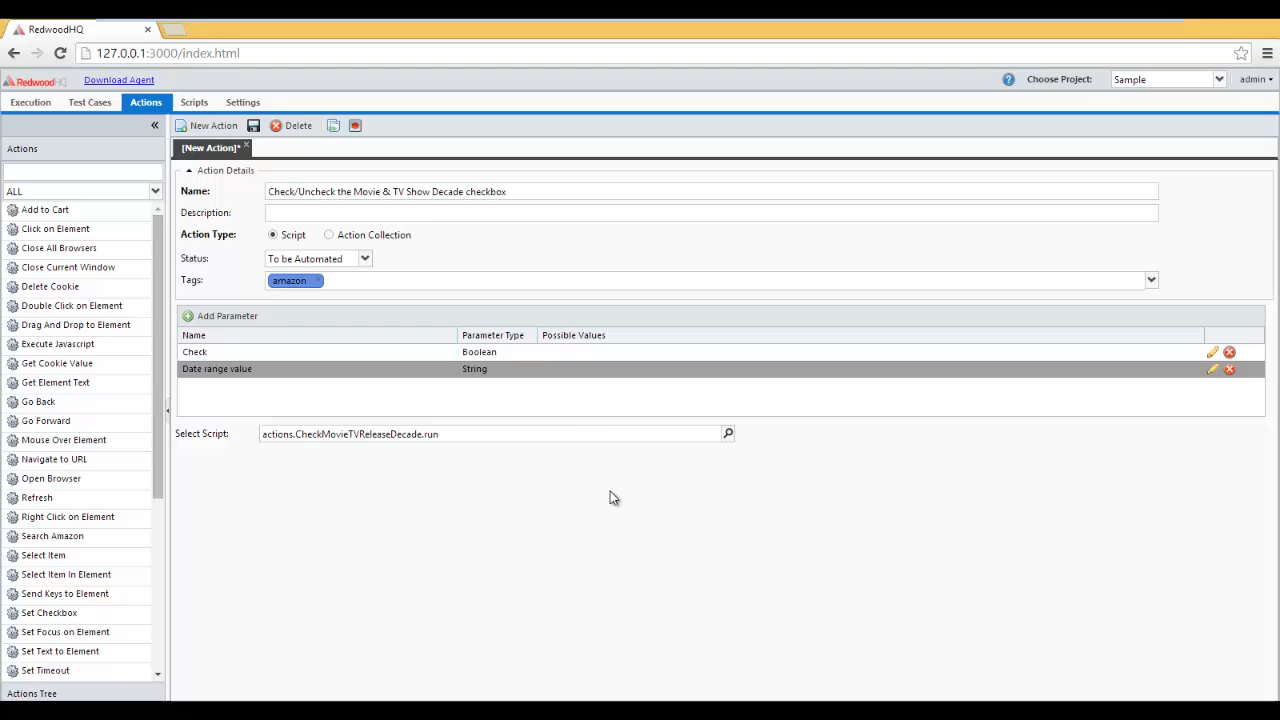 RedwoodHQ
127.0.0.1:3000/index.html
RedwoodHQ Download Agent Choose Project: Sample admin
Execution Test Cases Actions Scripts Settings
« New Action Delete
Actions [New Action]*
Action Details
Name: Check/Uncheck the Movie & TV Show Decade checkbox
Description:
Action Type: Script Action Collection
Status: To be Automated
Tags: amazon
Add Parameter
Name Parameter Type Possible Values
Check Boolean
Date range value String
Select Script: actions.CheckMovieTVReleaseDecade.run
ALL
Add to Cart
Click on Element
Close All Browsers
Close Current Window
Delete Cookie
Double Click on Element
Drag And Drop to Element
Execute Javascript
Get Cookie Value
Get Element Text
Go Back
Go Forward
Mouse Over Element
Navigate to URL
Open Browser
Refresh
Right Click on Element
Search Amazon
Select Item
Select Item In Element
Send Keys to Element
Set Checkbox
Set Focus on Element
Set Text to Element
Set Timeout
Actions Tree